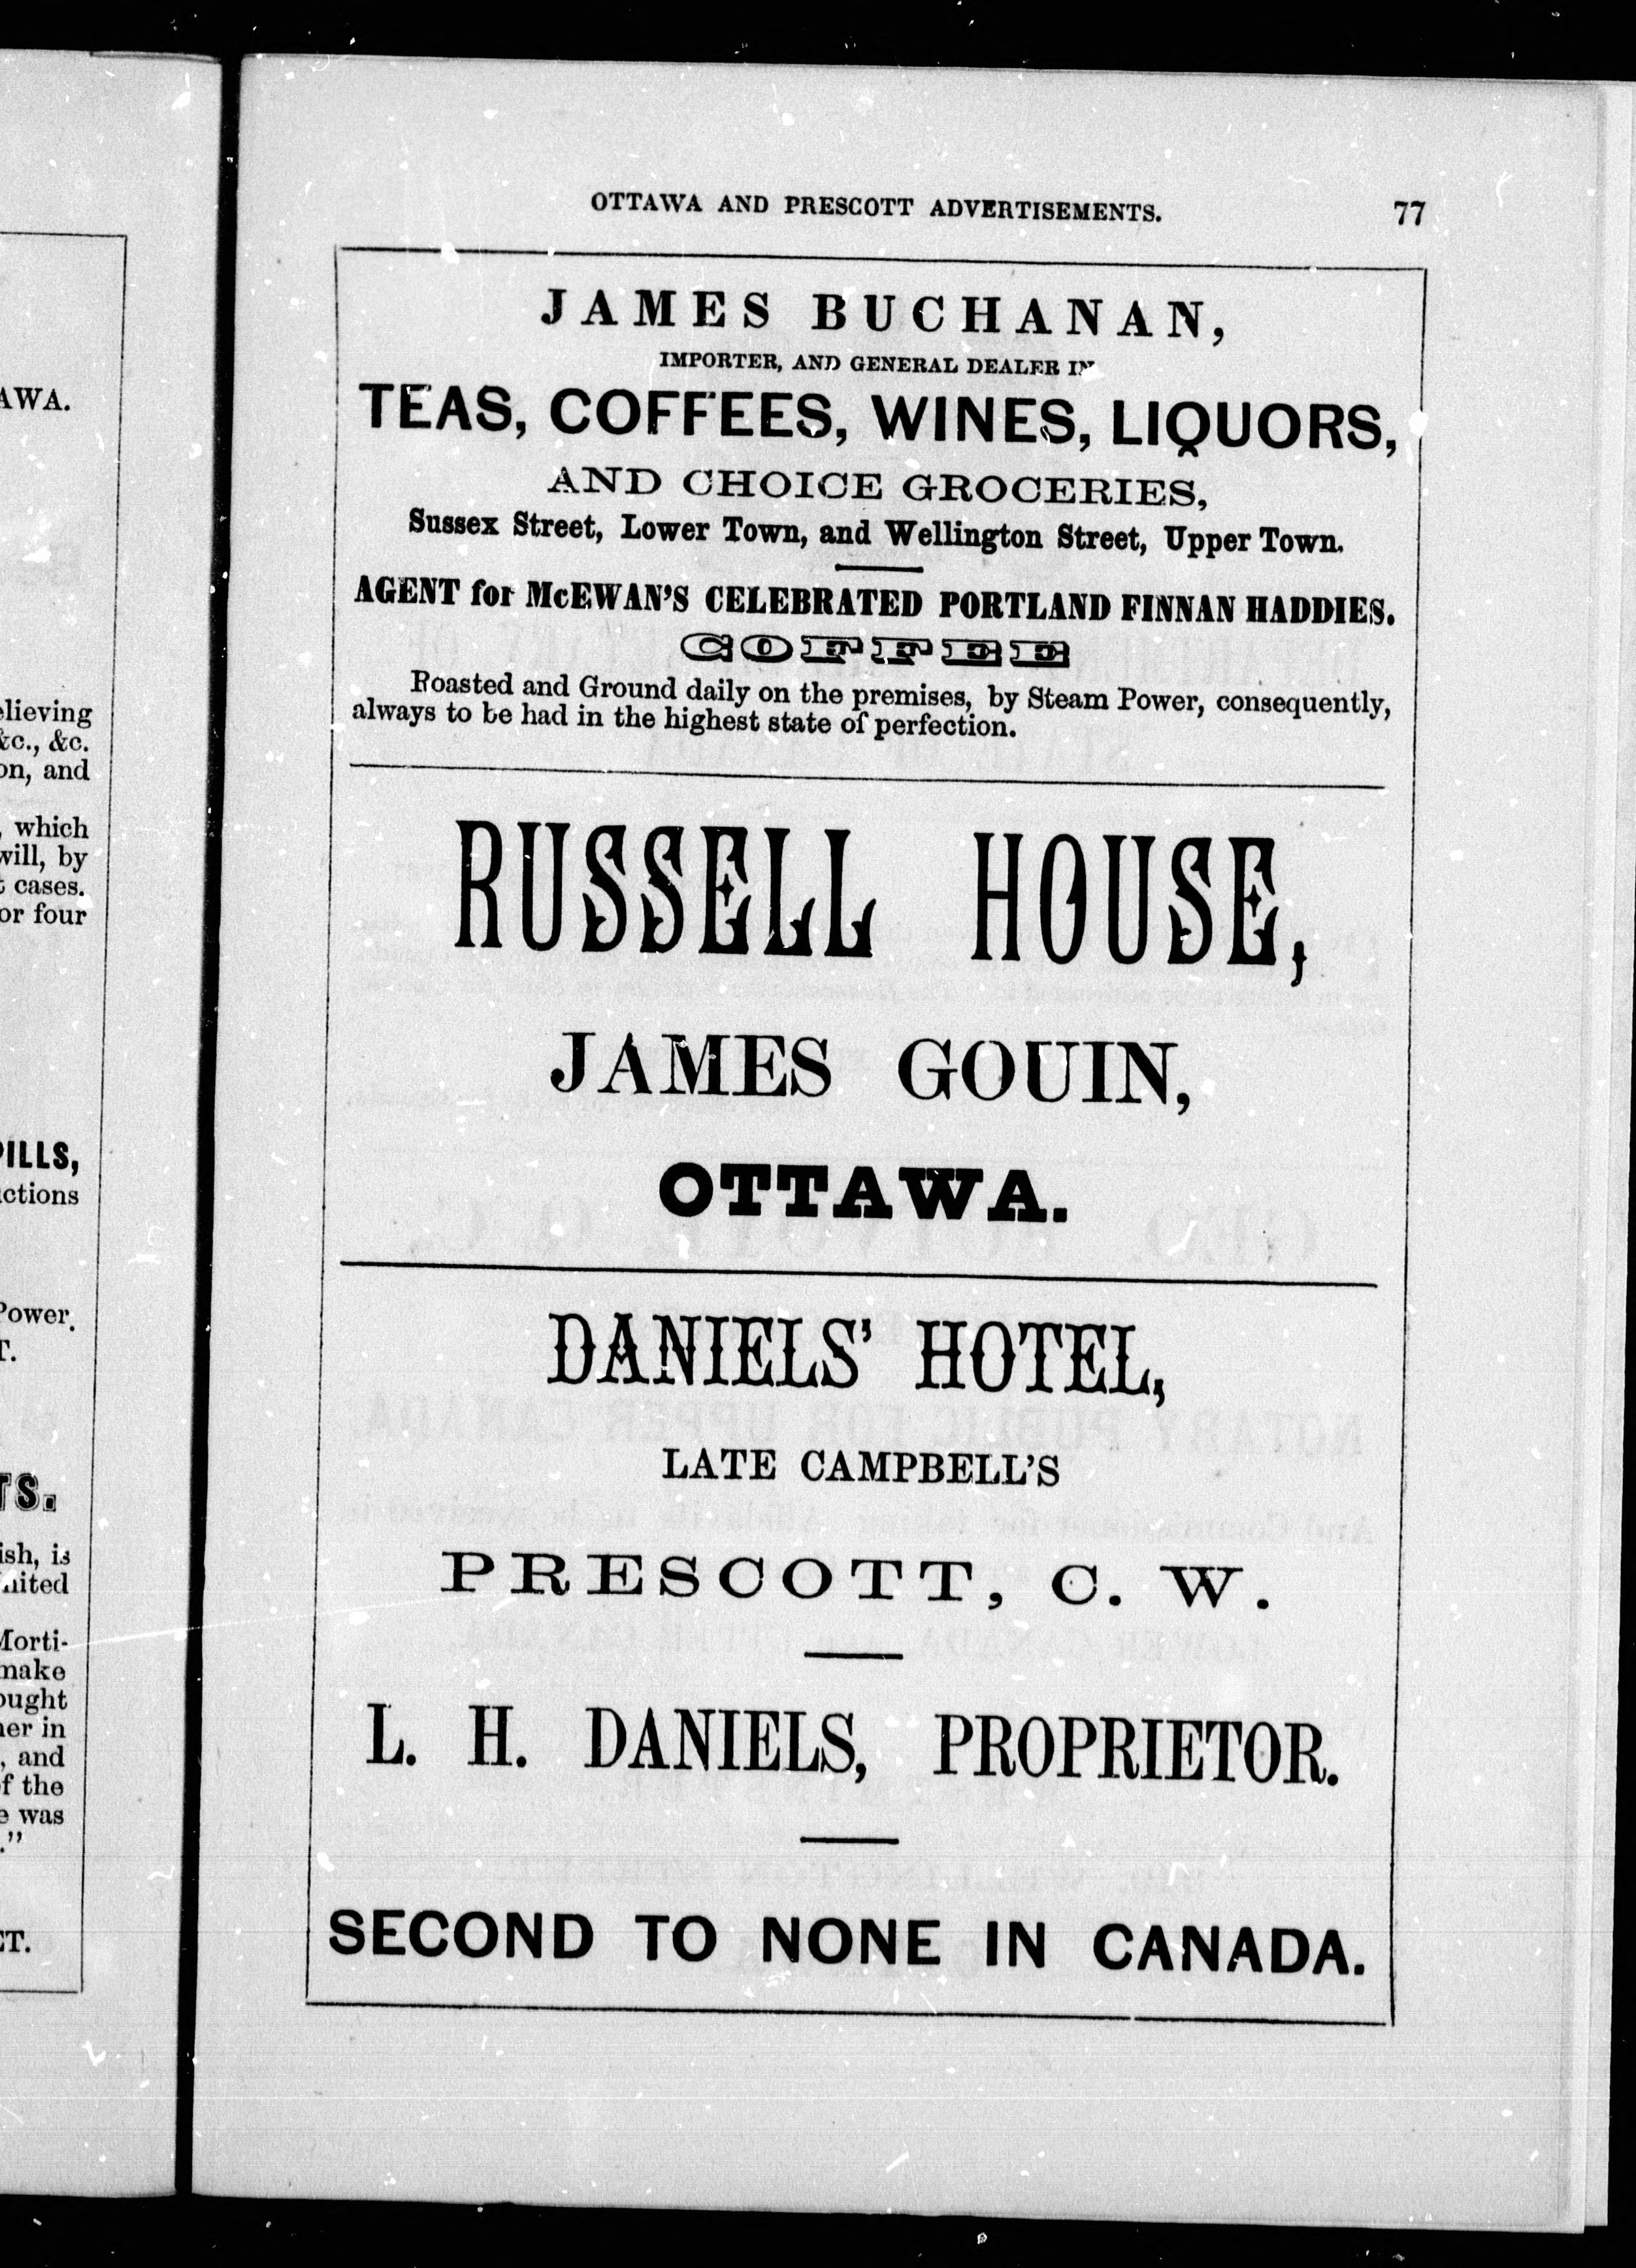 OTTAWA AND PRESCOTT ADVERTISEMENTS. 77
JAMES BUCHANAN,
IMPORTER, AND GENERAL DEALER IN
TEAS, COFFEES, WINES, LIQUORS,
AND CHOICE GROCERIES,
Sussex Street, Lower Town, and Wellington Street, Upper Town.
AGENT for McEWAN'S CELEBRATED PORTLAND FINNAN HADDIES.
COFFEE
Roasted and Ground daily on the premises, by Steam Power, consequently,
always to be had in the highest state of perfection.
RUSSELL HOUSE,
JAMES GOUIN,
OTTAWA.
DANIELS' HOTEL,
LATE CAMPBELL'S
PRESCOTT, C. W.
L. H. DANIELS, PROPRIETOR.
SECOND TO NONE IN CANADA.